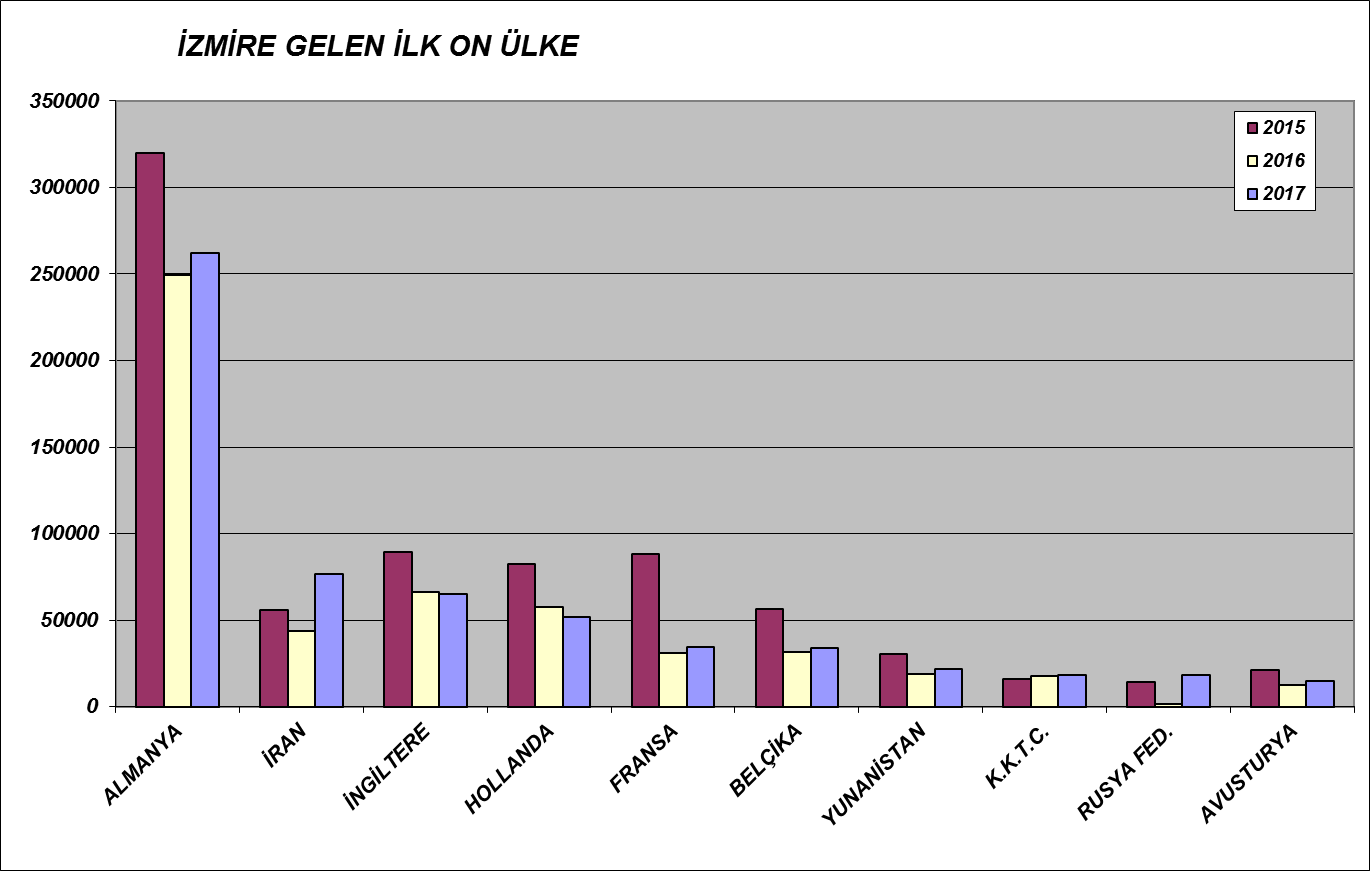 İZMİRE GELEN İLK ON ÜLKE
350000
300000
250000
200000
150000
100000
50000
0
2015
2016
2017
ALMANYA
İRAN
İNGİLTERE
HOLLANDA
FRANSA
BELÇİKA
YUNANİSTAN
K.K.T.C.
RUSYA FED.
AVUSTURYA